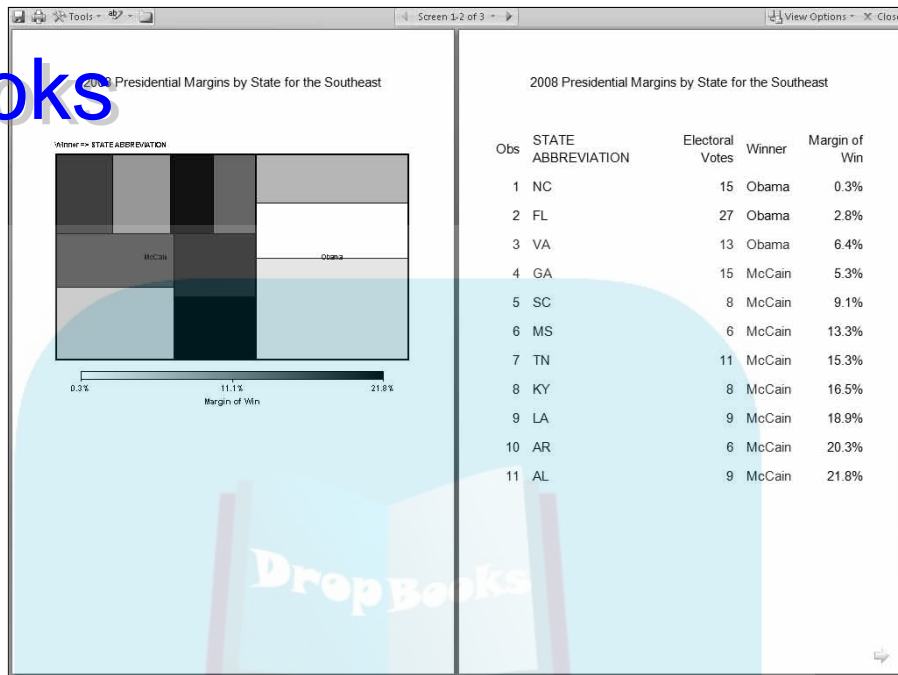 Tools
Screen 1-2 of 3
View Options
Close
oks
2008 Presidential Margins by State for the Southeast
Winner => STATE ABBREVIATION
McCain
Obama
0.3% 11.1% 21.8%
Margin of Win
2008 Presidential Margins by State for the Southeast
Obs STATE ABBREVIATION Electoral Votes Winner Margin of Win
1 NC 15 Obama 0.3%
2 FL 27 Obama 2.8%
3 VA 13 Obama 6.4%
4 GA 15 McCain 5.3%
5 SC 8 McCain 9.1%
6 MS 6 McCain 13.3%
7 TN 11 McCain 15.3%
8 KY 8 McCain 16.5%
9 LA 9 McCain 18.9%
10 AR 6 McCain 20.3%
11 AL 9 McCain 21.8%
DropBooks